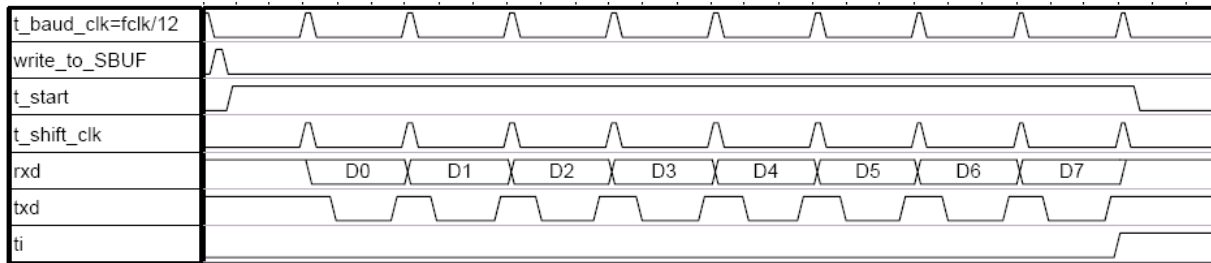 t_baud_clk=fclk/12
write_to_SBUF
t_start
t_shift_clk
rxd D0 D1 D2 D3 D4 D5 D6 D7
txd
ti